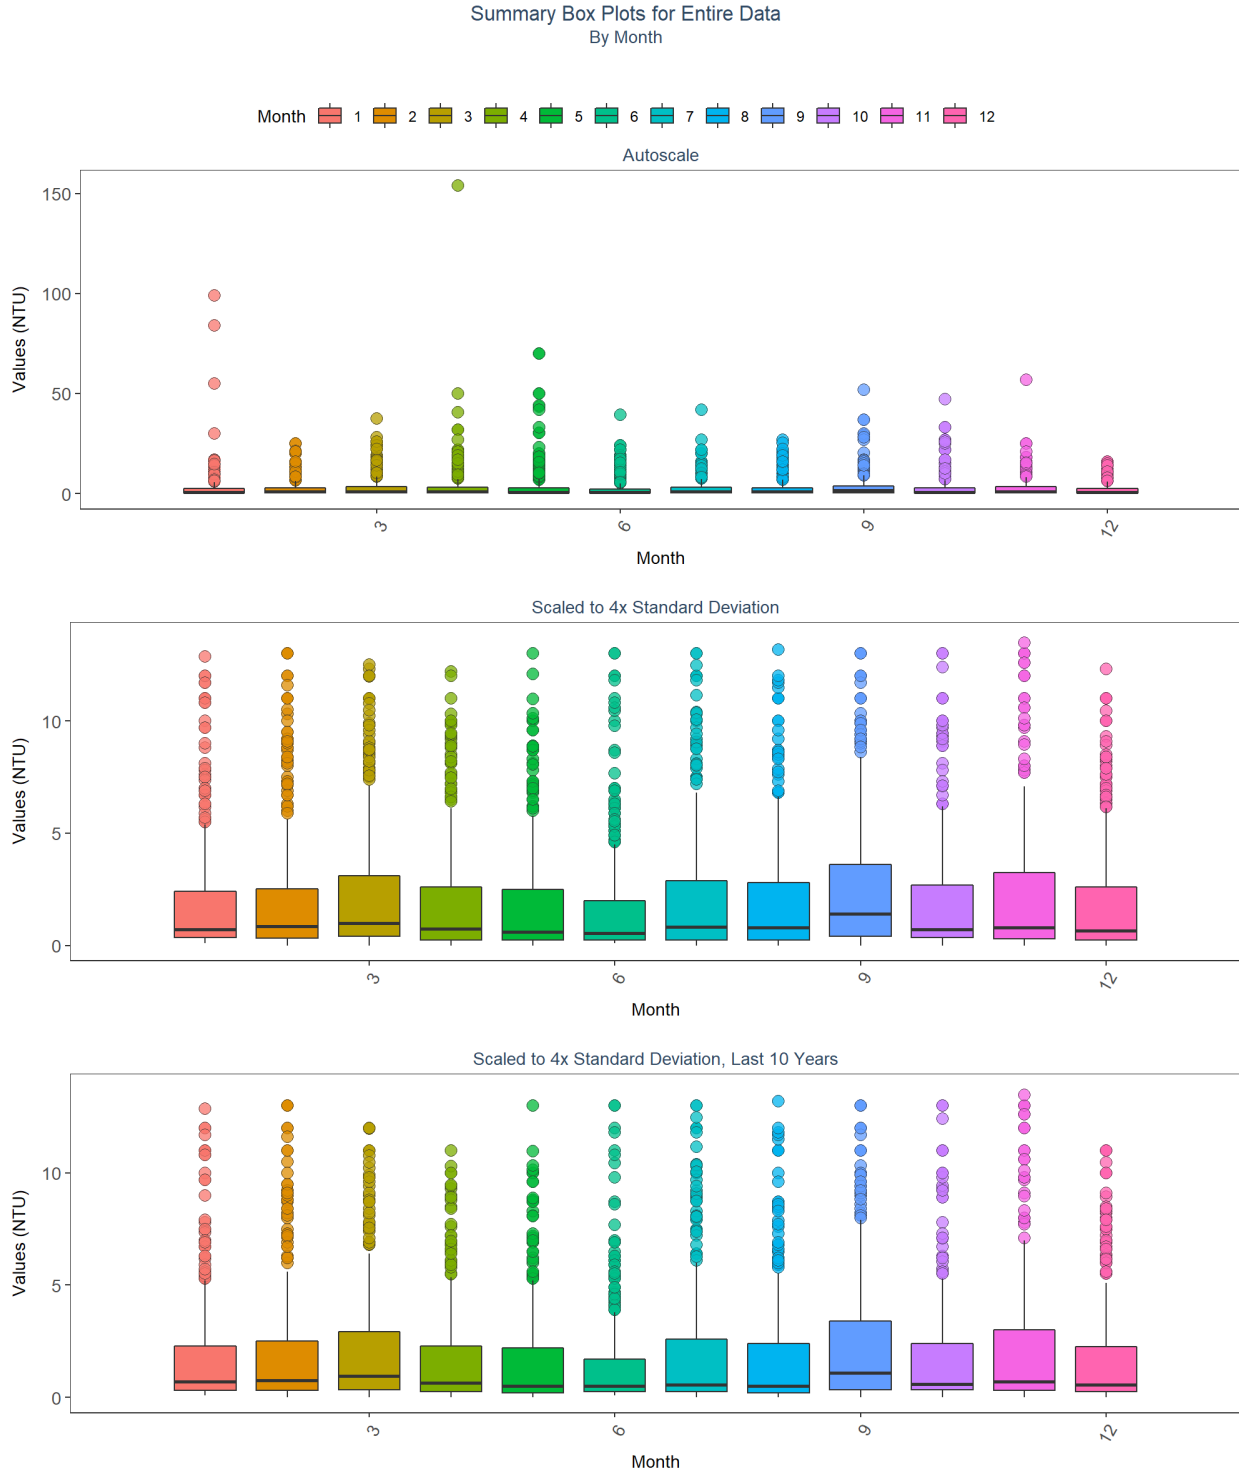 Summary Box Plots for Entire Data
By Month
Month 1 2 3 4 5 6 7 8 9 10 11 12
Autoscale
150
100
50
0
Values (NTU)
3 6 9 12
Month
Scaled to 4x Standard Deviation
10
5
0
Values (NTU)
3 6 9 12
Month
Scaled to 4x Standard Deviation, Last 10 Years
10
5
0
Values (NTU)
3 6 9 12
Month